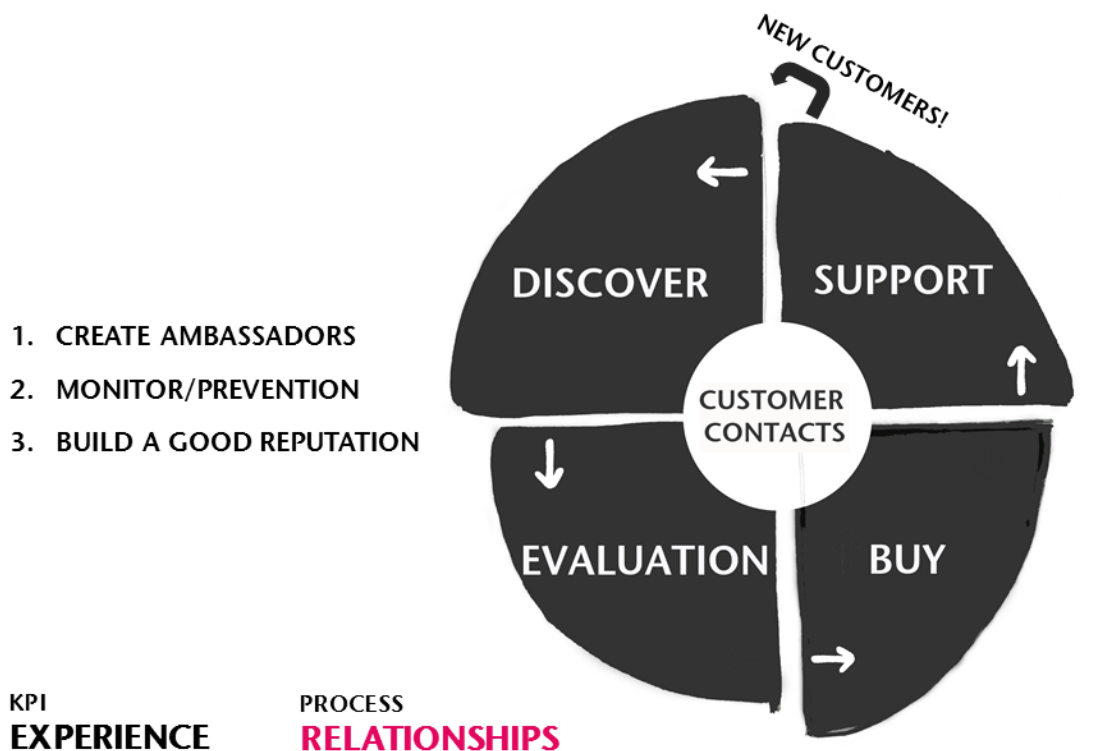 NEW CUSTOMERS!
DISCOVER
SUPPORT
1. CREATE AMBASSADORS
2. MONITOR/PREVENTION
3. BUILD A GOOD REPUTATION
CUSTOMER
CONTACTS
EVALUATION
BUY
KPI
EXPERIENCE
PROCESS
RELATIONSHIPS